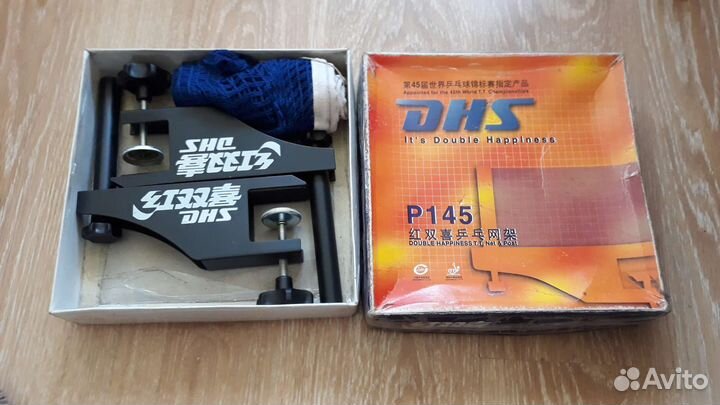 红双喜
DHS
红双喜
DHS
第45届世界乒乓球锦标赛指定产品
Appointed for the 45th World T.T. Championships
DHS
It's Double Happiness
P145
红双喜乒乓网架
DOUBLE HAPPINESS T.T. Net & Post
Avito